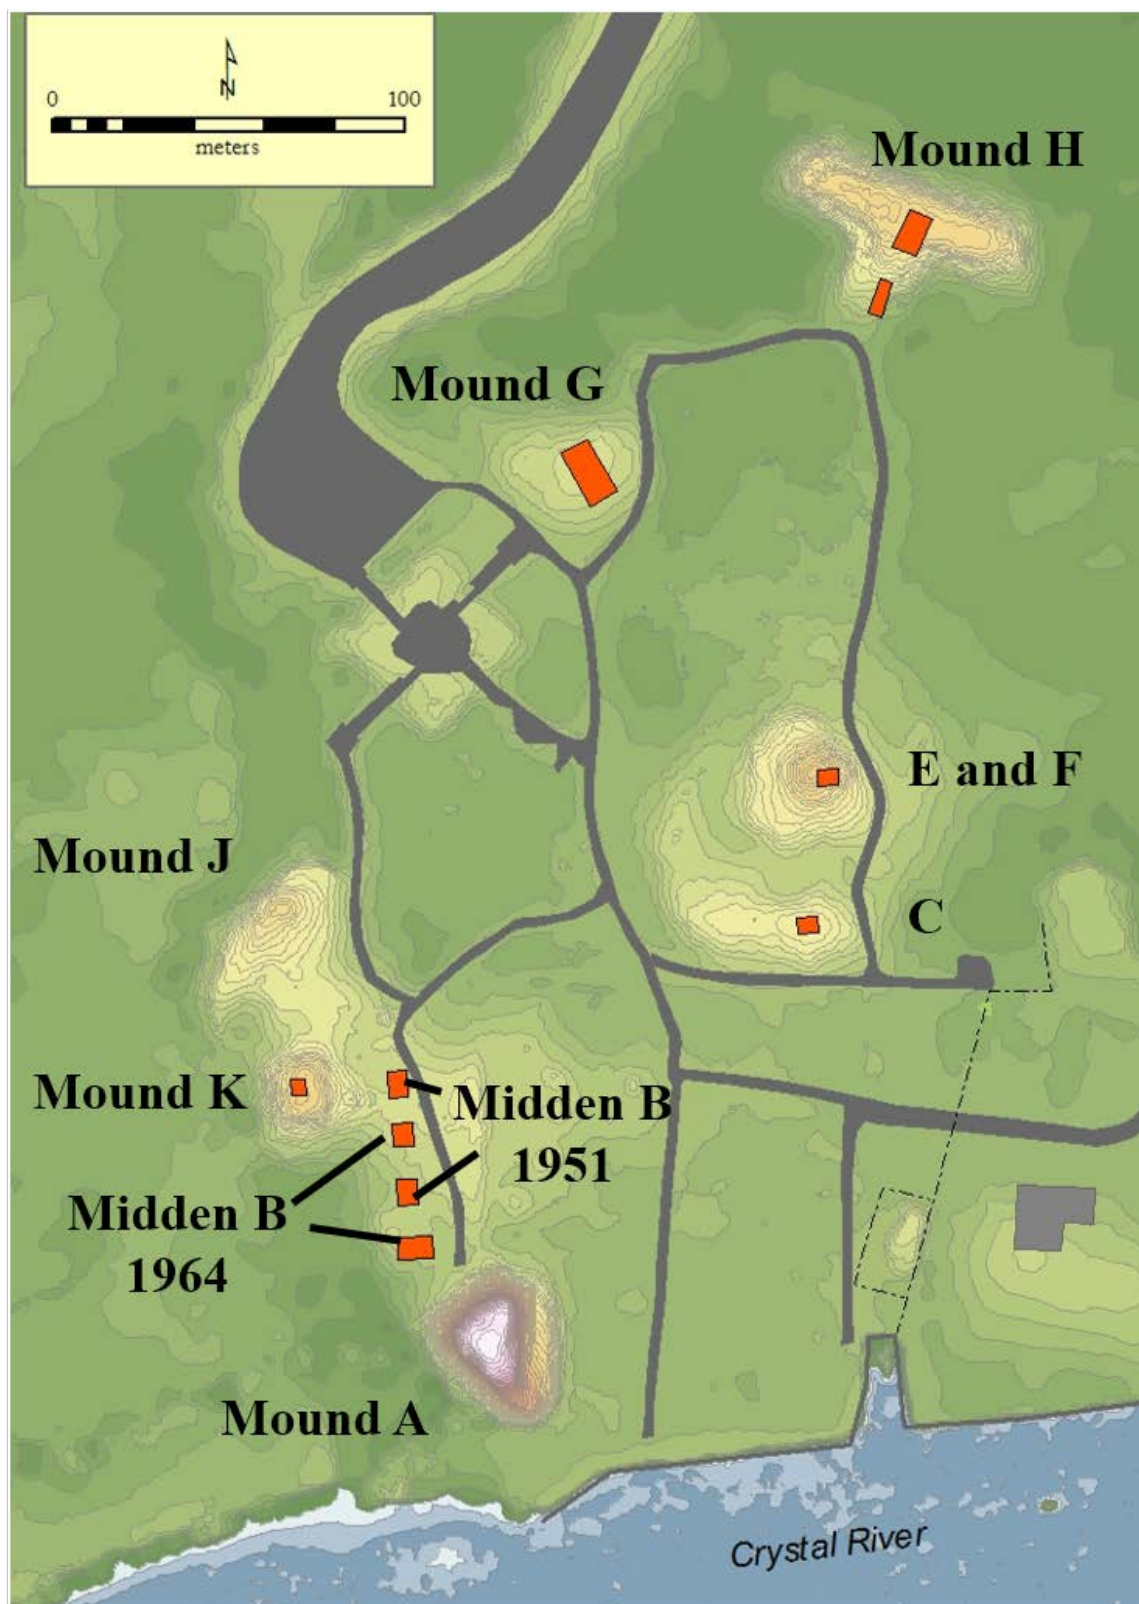 N
0 100
meters
Mound H
Mound G
E and F
Mound J
C
Mound K
Midden B
1951
Midden B
1964
Mound A
Crystal River